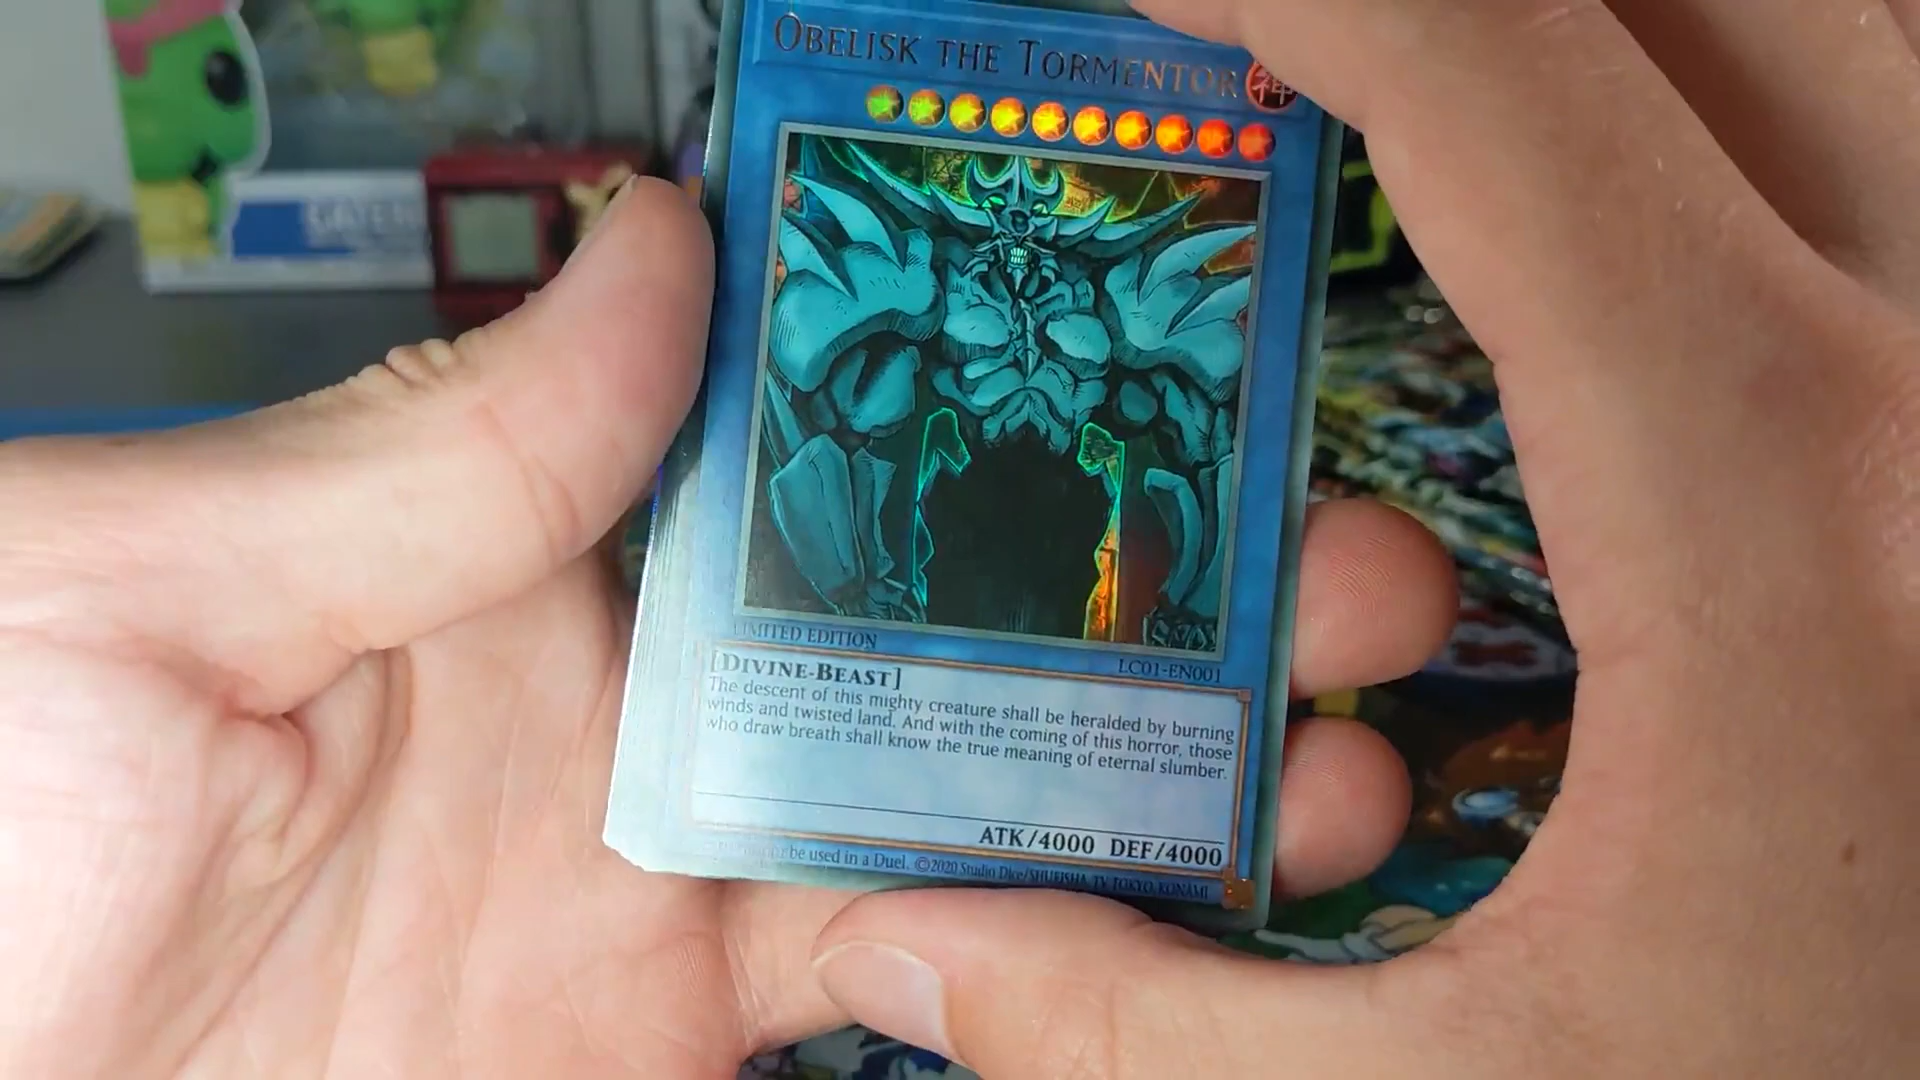 OBELISK THE TORMENTOR 神
LIMITED EDITION
LC01-EN001
[DIVINE-BEAST]
The descent of this mighty creature shall be heralded by burning
winds and twisted land. And with the coming of this horror, those
who draw breath shall know the true meaning of eternal slumber.
ATK/4000 DEF/4000
be used in a Duel. ©2020 Studio Dice/SHUEISHA, TV TOKYO, KONAMI